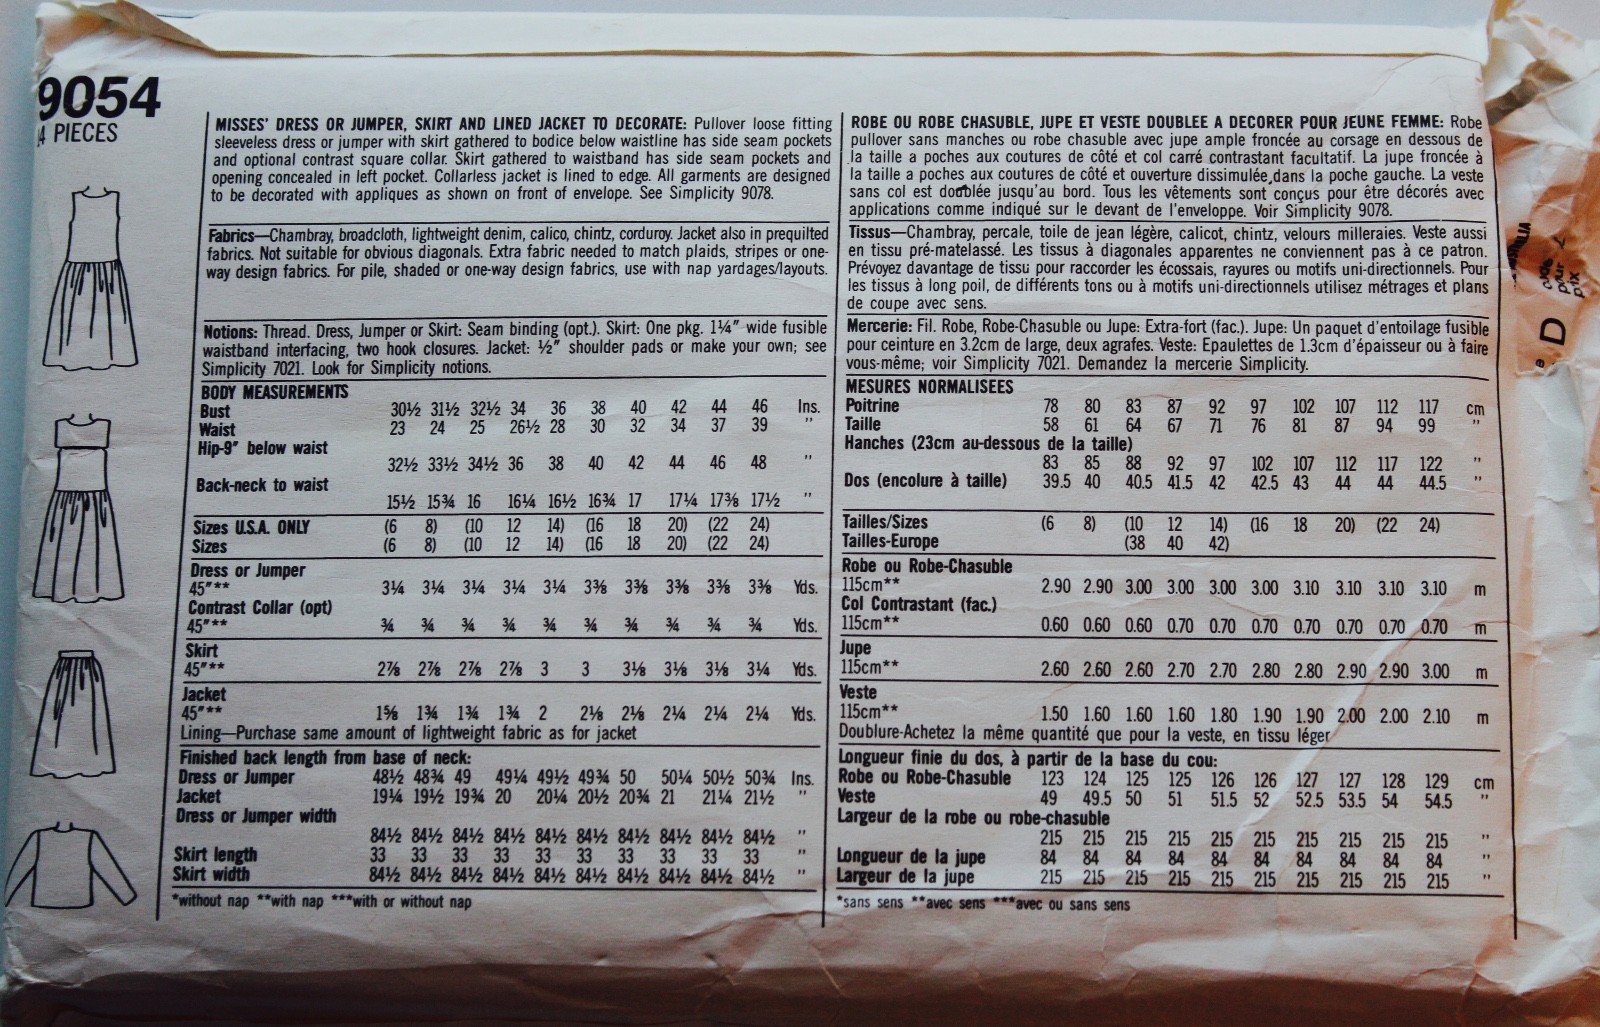 9054
4 PIECES
MISSES' DRESS OR JUMPER, SKIRT AND LINED JACKET TO DECORATE: Pullover loose fitting
sleeveless dress or jumper with skirt gathered to bodice below waistline has side seam pockets
and optional contrast square collar. Skirt gathered to waistband has side seam pockets and
opening concealed in left pocket. Collarless jacket is lined to edge. All garments are designed
to be decorated with appliques as shown on front of envelope. See Simplicity 9078.
Fabrics—Chambray, broadcloth, lightweight denim, calico, chintz, corduroy. Jacket also in prequilted
fabrics. Not suitable for obvious diagonals. Extra fabric needed to match plaids, stripes or one-
way design fabrics. For pile, shaded or one-way design fabrics, use with nap yardages/layouts.
Notions: Thread. Dress, Jumper or Skirt: Seam binding (opt.). Skirt: One pkg. 1¼" wide fusible
waistband interfacing, two hook closures. Jacket: ½" shoulder pads or make your own; see
Simplicity 7021. Look for Simplicity notions.
BODY MEASUREMENTS
Bust 30½ 31½ 32½ 34 36 38 40 42 44 46 Ins.
Waist 23 24 25 26½ 28 30 32 34 37 39 "
Hip-9" below waist
32½ 33½ 34½ 36 38 40 42 44 46 48 "
Back-neck to waist
15½ 15¾ 16 16¼ 16½ 16¾ 17 17¼ 17⅜ 17½ "
Sizes U.S.A. ONLY (6 8) (10 12 14) (16 18 20) (22 24)
Sizes (6 8) (10 12 14) (16 18 20) (22 24)
Dress or Jumper
45"** 3¼ 3¼ 3¼ 3¼ 3¼ 3⅜ 3⅜ 3⅜ 3⅜ 3⅜ Yds.
Contrast Collar (opt)
45"** ¾ ¾ ¾ ¾ ¾ ¾ ¾ ¾ ¾ ¾ Yds.
Skirt
45"** 2⅞ 2⅞ 2⅞ 2⅞ 3 3 3⅛ 3⅛ 3⅛ 3¼ Yds.
Jacket
45"** 1⅝ 1¾ 1¾ 1¾ 2 2⅛ 2⅛ 2¼ 2¼ 2¼ Yds.
Lining—Purchase same amount of lightweight fabric as for jacket
Finished back length from base of neck:
Dress or Jumper 48½ 48¾ 49 49¼ 49½ 49¾ 50 50¼ 50½ 50¾ Ins.
Jacket 19¼ 19½ 19¾ 20 20¼ 20½ 20¾ 21 21¼ 21½ "
Dress or Jumper width
84½ 84½ 84½ 84½ 84½ 84½ 84½ 84½ 84½ 84½ "
Skirt length 33 33 33 33 33 33 33 33 33 33 "
Skirt width 84½ 84½ 84½ 84½ 84½ 84½ 84½ 84½ 84½ 84½ "
*without nap **with nap ***with or without nap
ROBE OU ROBE CHASUBLE, JUPE ET VESTE DOUBLEE A DECORER POUR JEUNE FEMME: Robe
pullover sans manches ou robe chasuble avec jupe ample froncée au corsage en dessous de
la taille a poches aux coutures de côté et col carré contrastant facultatif. La jupe froncée à
la taille a poches aux coutures de côté et ouverture dissimulée dans la poche gauche. La veste
sans col est doublée jusqu'au bord. Tous les vêtements sont conçus pour être décorés avec
applications comme indiqué sur le devant de l'enveloppe. Voir Simplicity 9078.
Tissus—Chambray, percale, toile de jean légère, calicot, chintz, velours milleraies. Veste aussi
en tissu pré-matelassé. Les tissus à diagonales apparentes ne conviennent pas à ce patron.
Prévoyez davantage de tissu pour raccorder les écossais, rayures ou motifs uni-directionnels. Pour
les tissus à long poil, de différents tons ou à motifs uni-directionnels utilisez métrages et plans
de coupe avec sens.
Mercerie: Fil. Robe, Robe-Chasuble ou Jupe: Extra-fort (fac.). Jupe: Un paquet d'entoilage fusible
pour ceinture en 3.2cm de large, deux agrafes. Veste: Epaulettes de 1.3cm d'épaisseur ou à faire
vous-même; voir Simplicity 7021. Demandez la mercerie Simplicity.
MESURES NORMALISEES
Poitrine 78 80 83 87 92 97 102 107 112 117 cm
Taille 58 61 64 67 71 76 81 87 94 99 "
Hanches (23cm au-dessous de la taille)
83 85 88 92 97 102 107 112 117 122 "
Dos (encolure à taille) 39.5 40 40.5 41.5 42 42.5 43 44 44 44.5 "
Tailles/Sizes (6 8) (10 12 14) (16 18 20) (22 24)
Tailles-Europe (38 40 42)
Robe ou Robe-Chasuble
115cm** 2.90 2.90 3.00 3.00 3.00 3.00 3.10 3.10 3.10 3.10 m
Col Contrastant (fac.)
115cm** 0.60 0.60 0.60 0.70 0.70 0.70 0.70 0.70 0.70 0.70 m
Jupe
115cm** 2.60 2.60 2.60 2.70 2.70 2.80 2.80 2.90 2.90 3.00 m
Veste
115cm** 1.50 1.60 1.60 1.60 1.80 1.90 1.90 2.00 2.00 2.10 m
Doublure-Achetez la même quantité que pour la veste, en tissu léger
Longueur finie du dos, à partir de la base du cou:
Robe ou Robe-Chasuble 123 124 125 125 126 126 127 127 128 129 cm
Veste 49 49.5 50 51 51.5 52 52.5 53.5 54 54.5 "
Largeur de la robe ou robe-chasuble
215 215 215 215 215 215 215 215 215 215 "
Longueur de la jupe 84 84 84 84 84 84 84 84 84 84 "
Largeur de la jupe 215 215 215 215 215 215 215 215 215 215 "
*sans sens **avec sens ***avec ou sans sens
pour
prix
D